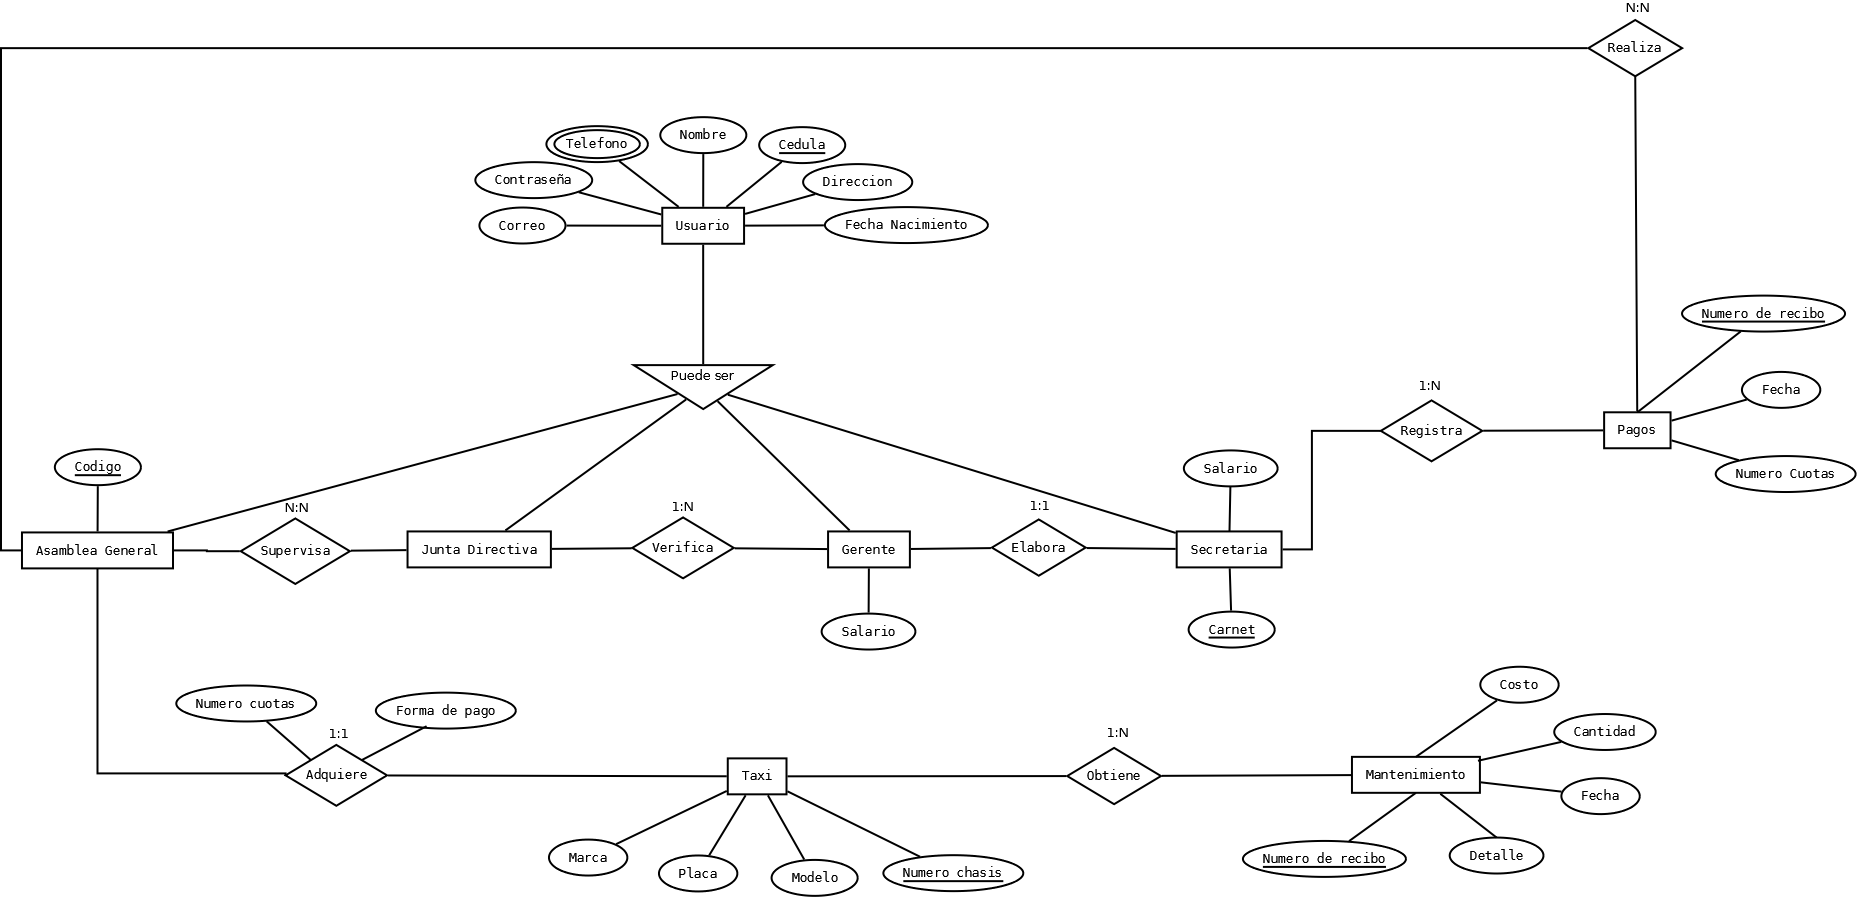 N:N
Realiza
Telefono
Nombre
Cedula
Contraseña
Direccion
Correo
Usuario
Fecha Nacimiento
Numero de recibo
Puede ser
1:N
Fecha
Registra
Pagos
Codigo
Salario
Numero Cuotas
N:N
1:N
1:1
Asamblea General
Supervisa
Junta Directiva
Verifica
Gerente
Elabora
Secretaria
Salario
Carnet
Numero cuotas
Forma de pago
Costo
1:1
1:N
Cantidad
Adquiere
Taxi
Obtiene
Mantenimiento
Fecha
Marca
Placa
Modelo
Numero chasis
Numero de recibo
Detalle